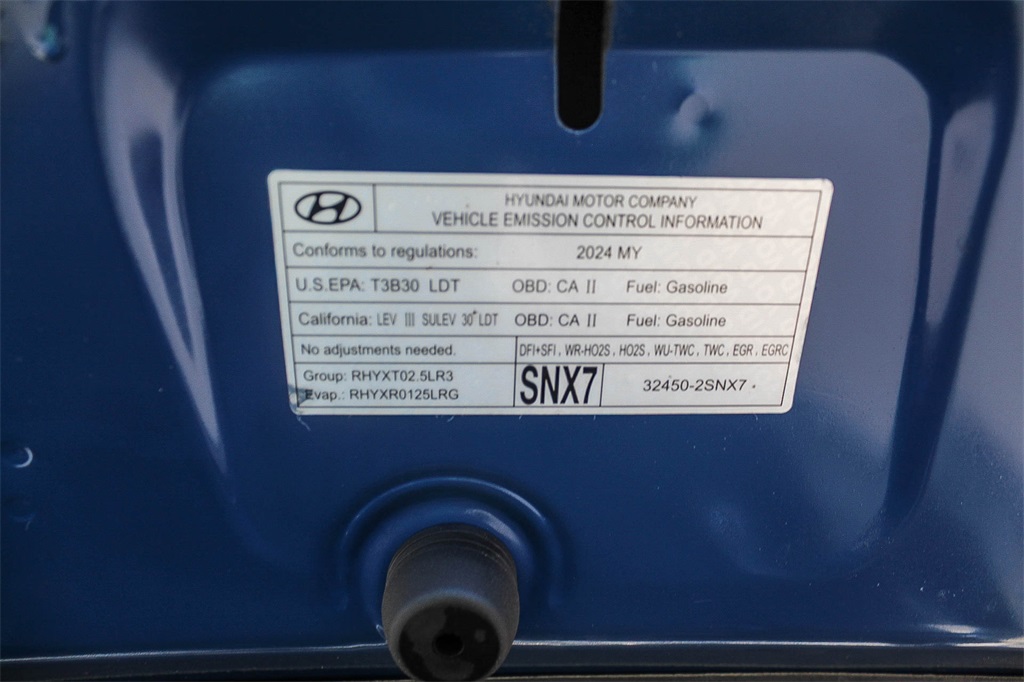 HYUNDAI MOTOR COMPANY
VEHICLE EMISSION CONTROL INFORMATION
Conforms to regulations: 2024 MY
U.S.EPA: T3B30 LDT OBD: CA II Fuel: Gasoline
California: LEV III SULEV 30+LDT OBD: CA II Fuel: Gasoline
No adjustments needed. DFI+SFI, WR-HO2S, HO2S, WU-TWC, TWC, EGR, EGRC
Group: RHYXT02.5LR3
Evap.: RHYXR0125LRG
SNX7 32450-2SNX7